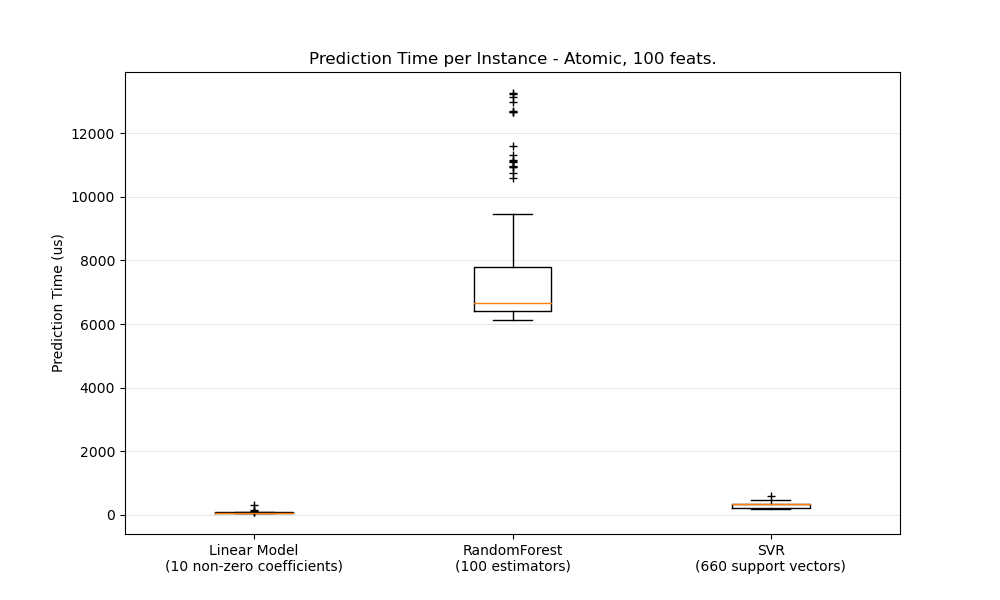 Prediction Time per Instance - Atomic, 100 feats.
Prediction Time (us)
12000
10000
8000
6000
4000
2000
0
Linear Model
(10 non-zero coefficients)
RandomForest
(100 estimators)
SVR
(660 support vectors)